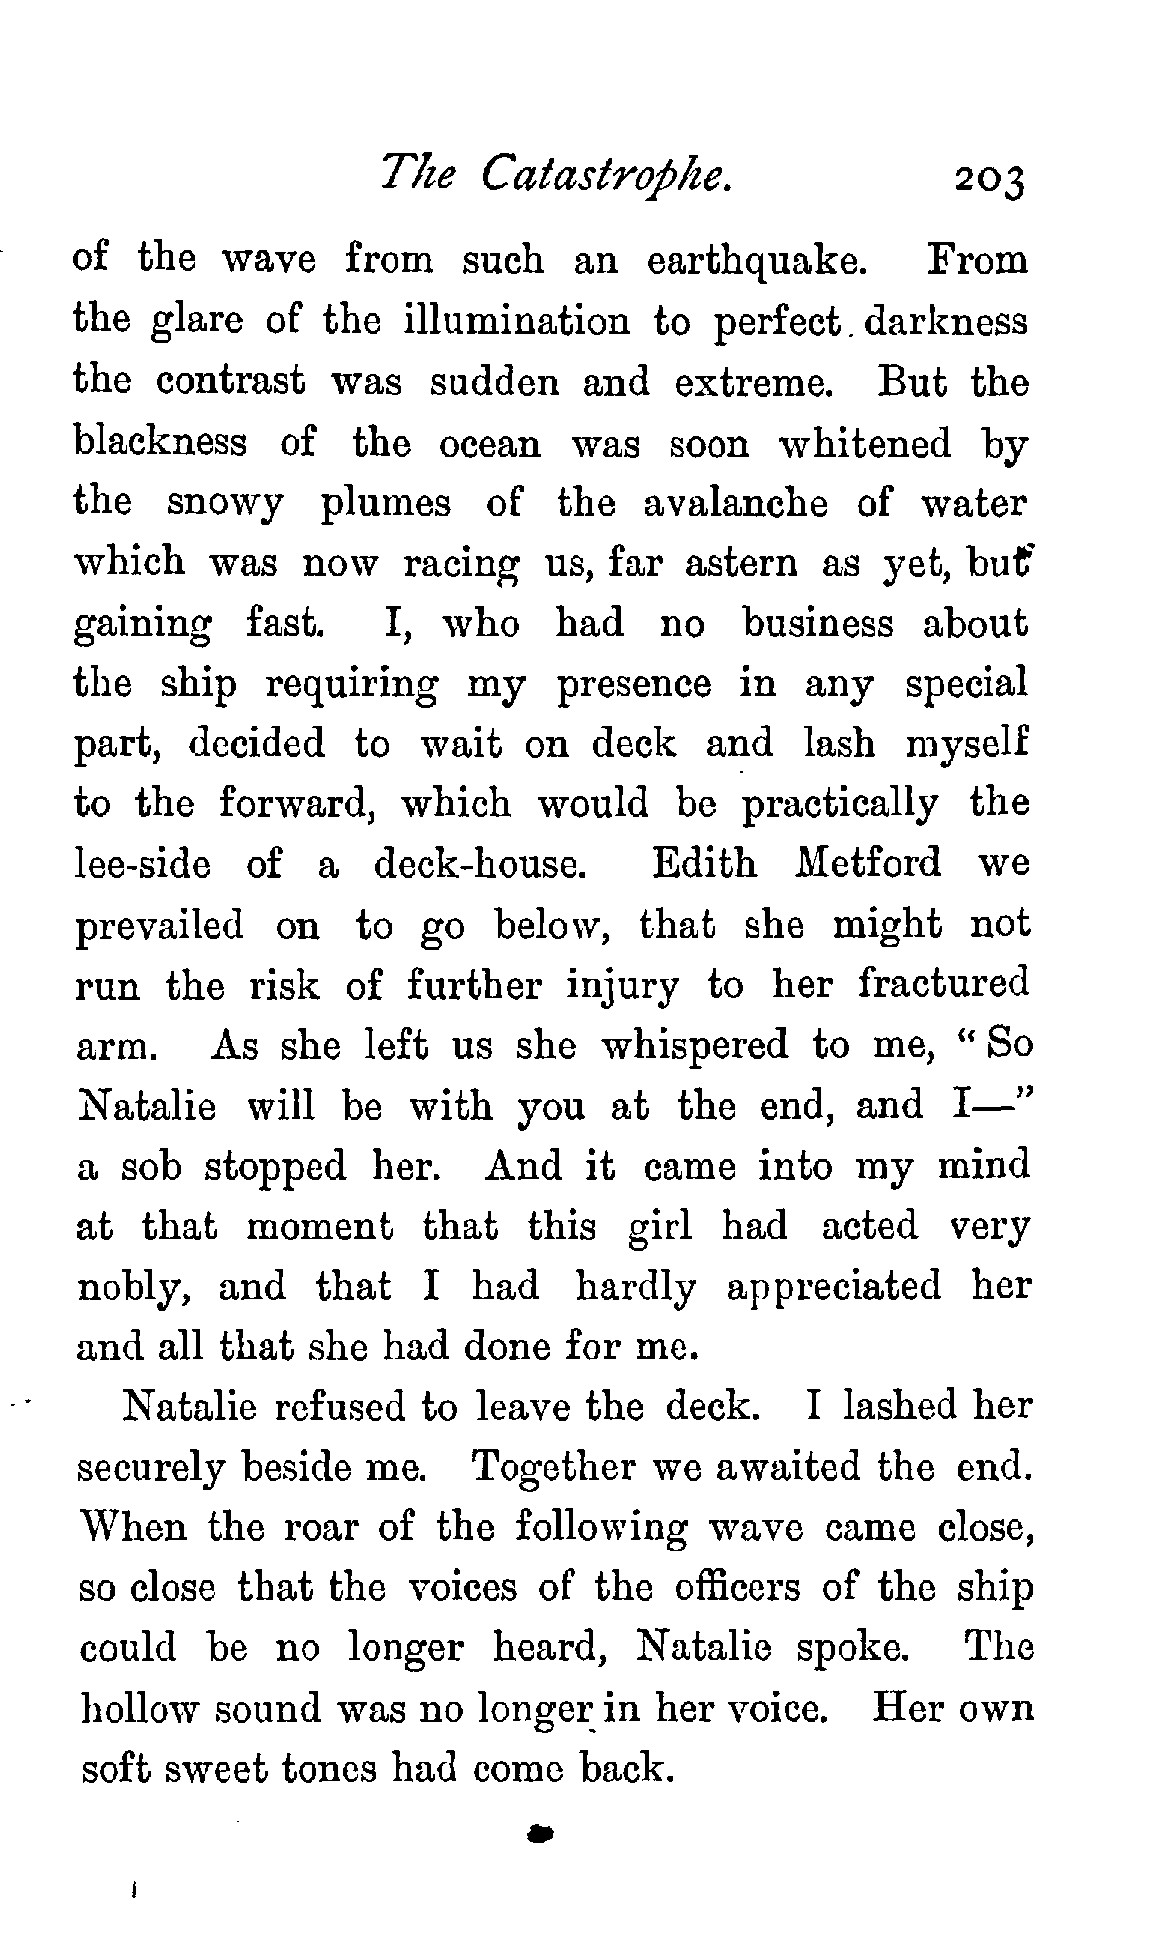 The Catastrophe. 203
of the wave from such an earthquake. From
the glare of the illumination to perfect darkness
the contrast was sudden and extreme. But the
blackness of the ocean was soon whitened by
the snowy plumes of the avalanche of water
which was now racing us, far astern as yet, but
gaining fast. I, who had no business about
the ship requiring my presence in any special
part, decided to wait on deck and lash myself
to the forward, which would be practically the
lee-side of a deck-house. Edith Metford we
prevailed on to go below, that she might not
run the risk of further injury to her fractured
arm. As she left us she whispered to me, “So
Natalie will be with you at the end, and I—”
a sob stopped her. And it came into my mind
at that moment that this girl had acted very
nobly, and that I had hardly appreciated her
and all that she had done for me.
Natalie refused to leave the deck. I lashed her
securely beside me. Together we awaited the end.
When the roar of the following wave came close,
so close that the voices of the officers of the ship
could be no longer heard, Natalie spoke. The
hollow sound was no longer in her voice. Her own
soft sweet tones had come back.